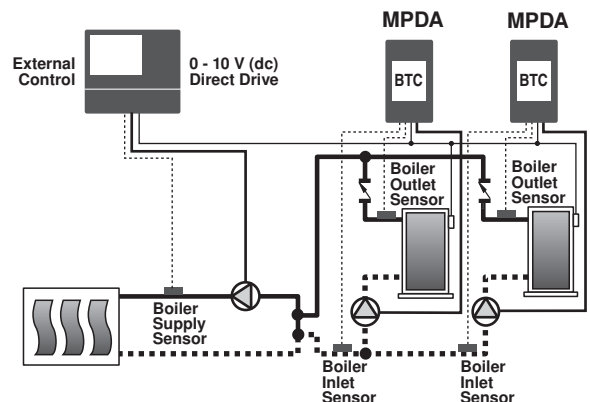 MPDA
MPDA
External
Control
0 - 10 V (dc)
Direct Drive
BTC
BTC
Boiler
Outlet
Sensor
Boiler
Outlet
Sensor
Boiler
Supply
Sensor
Boiler
Inlet
Sensor
Boiler
Inlet
Sensor